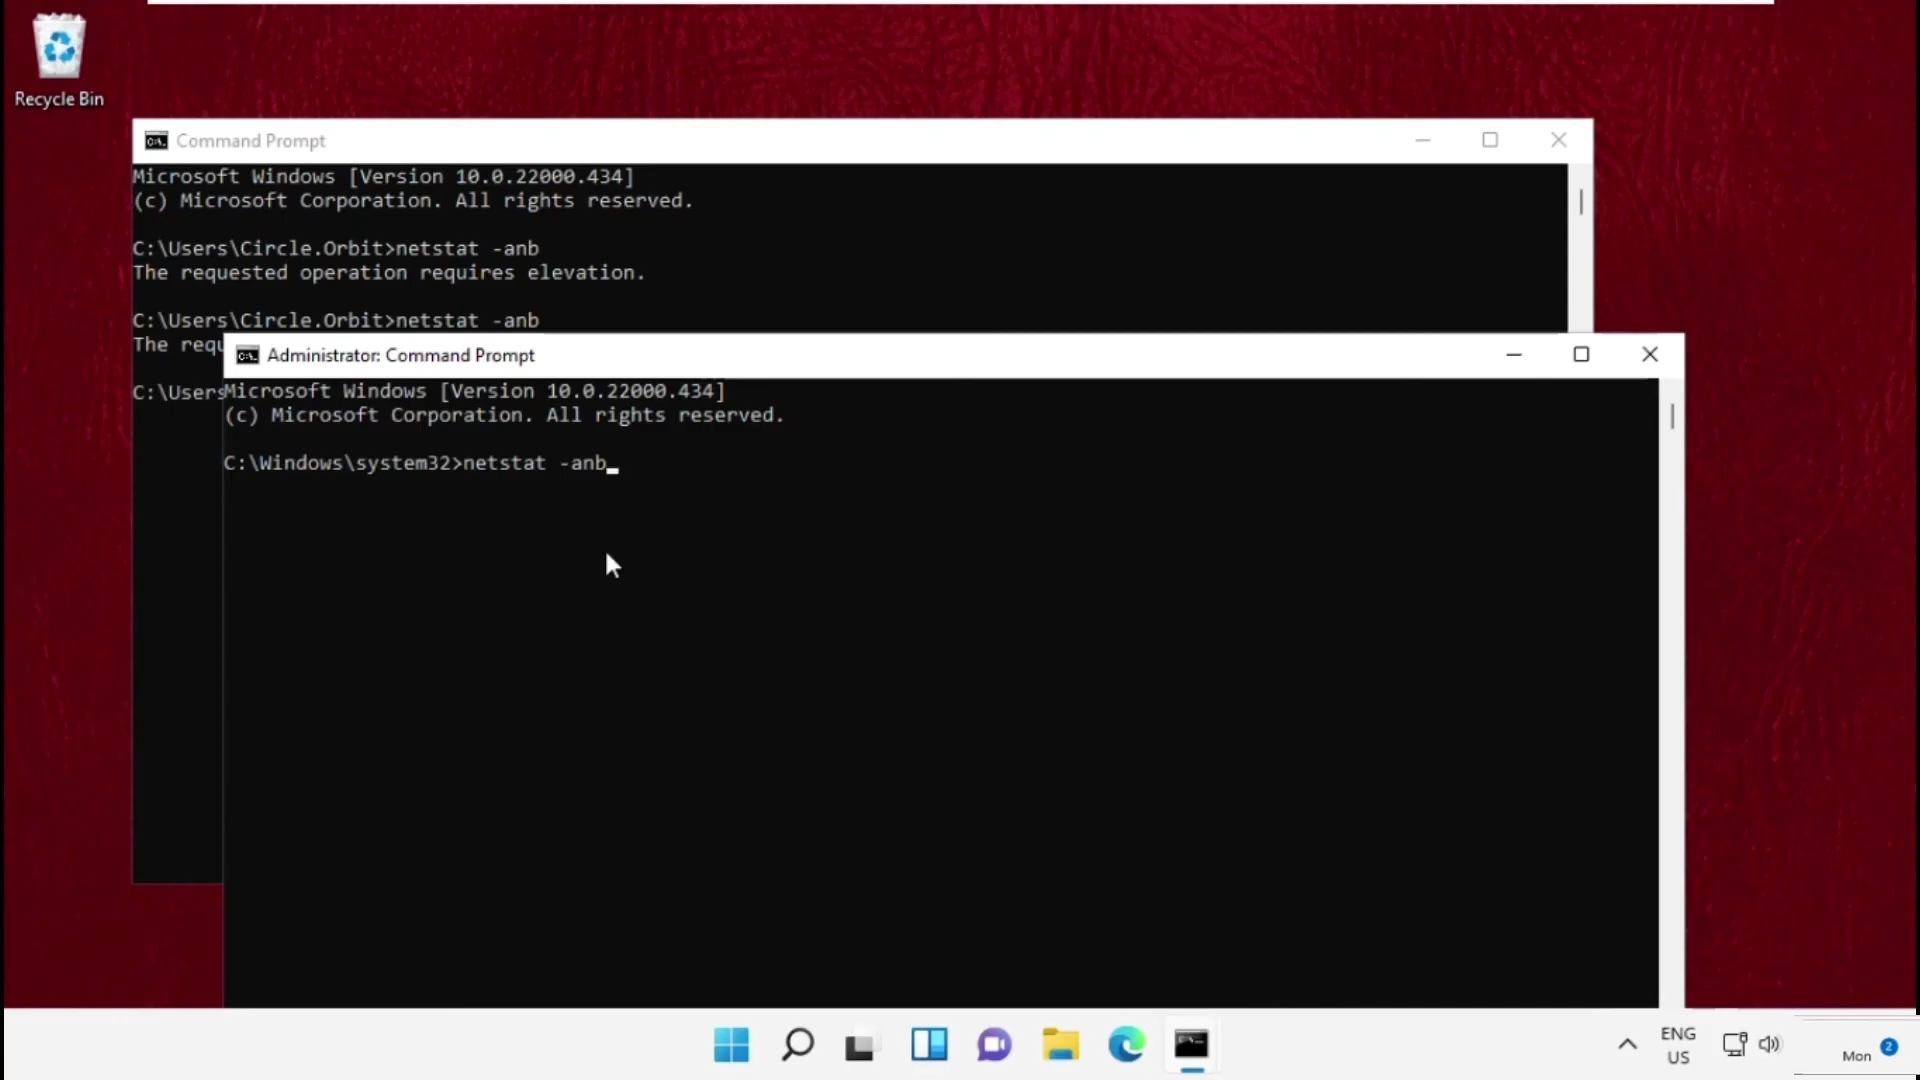 Recycle Bin
Command Prompt
Microsoft Windows [Version 10.0.22000.434]
(c) Microsoft Corporation. All rights reserved.
C:\Users\Circle.Orbit>netstat -anb
The requested operation requires elevation.
C:\Users\Circle.Orbit>netstat -anb
The requ
C:\Users
Administrator: Command Prompt
Microsoft Windows [Version 10.0.22000.434]
(c) Microsoft Corporation. All rights reserved.
C:\Windows\system32>netstat -anb
ENG
US
Mon
2